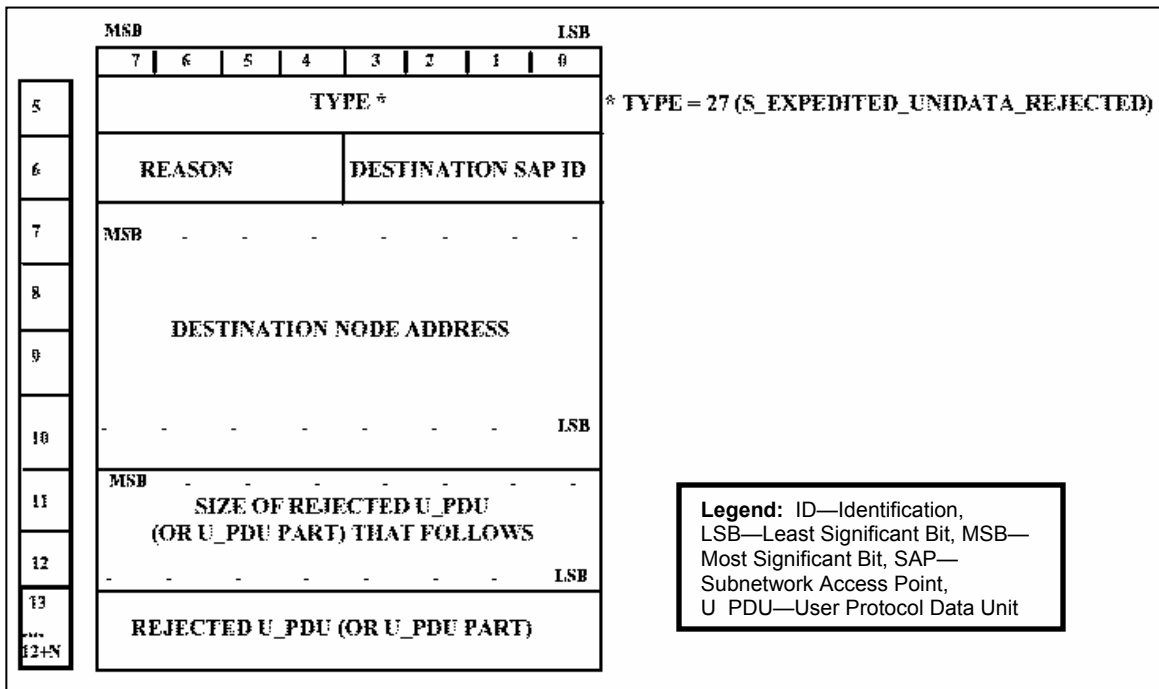 MSB LSB
7 6 5 4 3 2 1 0
5 TYPE * * TYPE = 27 (S_EXPEDITED_UNIDATA_REJECTED)
6 REASON DESTINATION SAP ID
7 MSB - - - - - - -
8
DESTINATION NODE ADDRESS
9
10 - - - - - - - LSB
MSB - - - - - - -
11 SIZE OF REJECTED U_PDU
(OR U_PDU PART) THAT FOLLOWS
12 - - - - - - - LSB
13
REJECTED U_PDU (OR U_PDU PART)
12+N
Legend: ID—Identification,
LSB—Least Significant Bit, MSB—
Most Significant Bit, SAP—
Subnetwork Access Point,
U PDU—User Protocol Data Unit